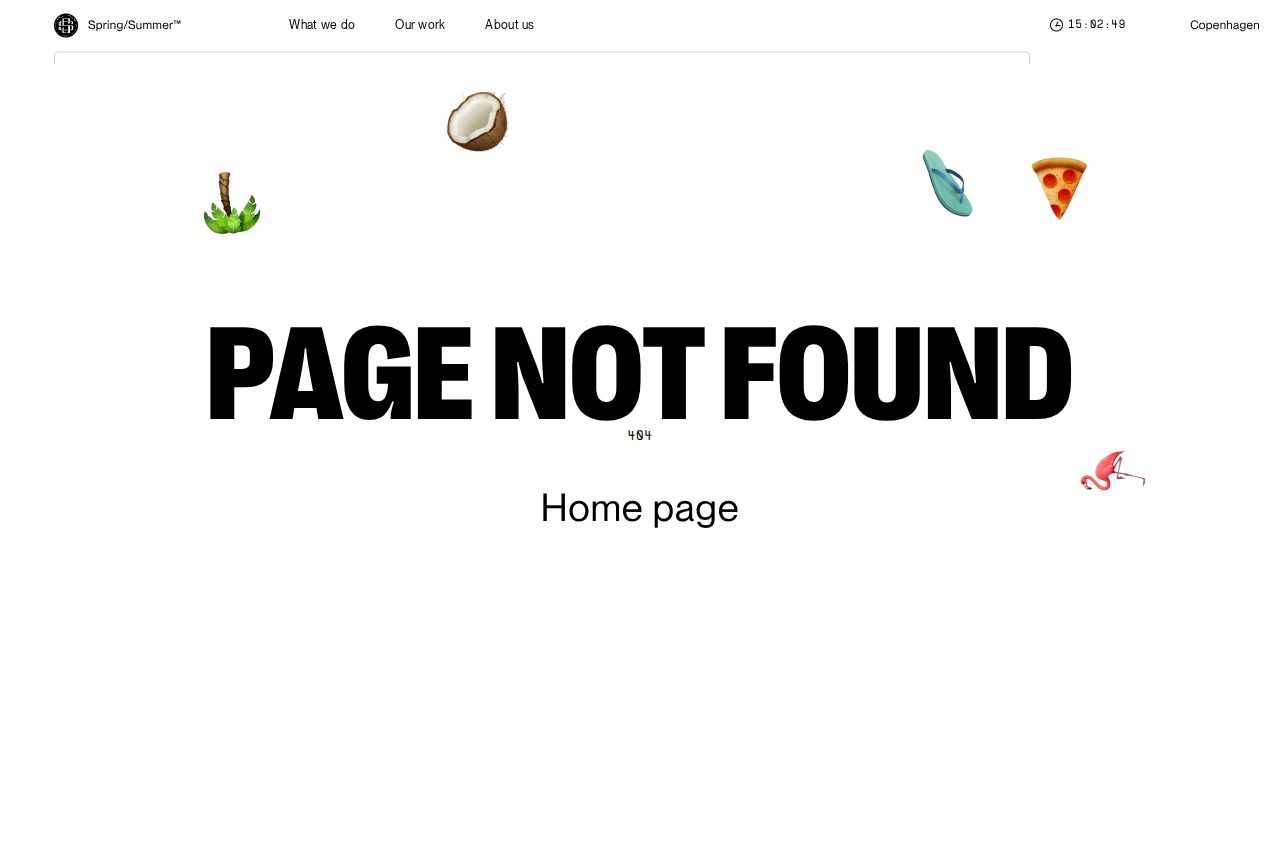 Spring/Summer™
What we do
Our work
About us
15:02:49
Copenhagen
PAGE NOT FOUND
404
Home page